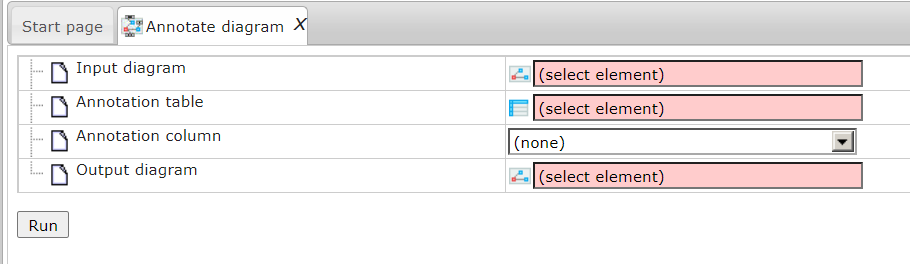 Start page
Annotate diagram X
Input diagram (select element)
Annotation table (select element)
Annotation column (none)
Output diagram (select element)
Run